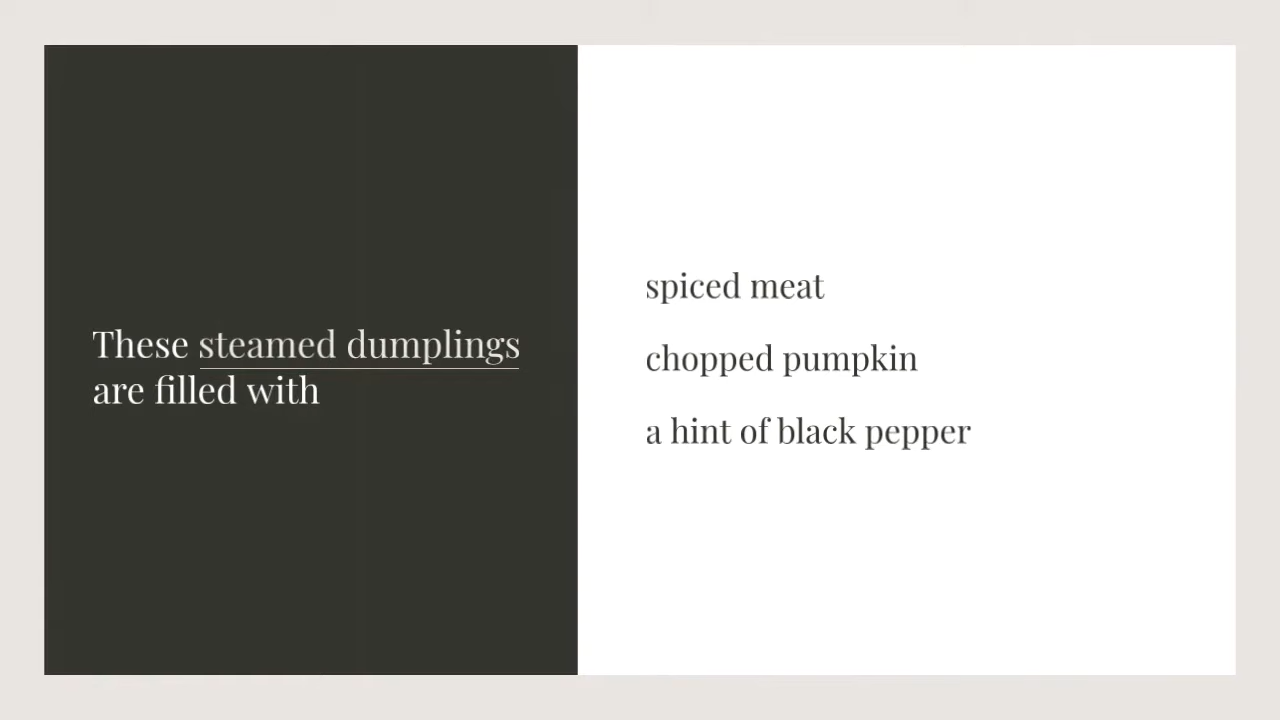 These steamed dumplings
are filled with
spiced meat
chopped pumpkin
a hint of black pepper